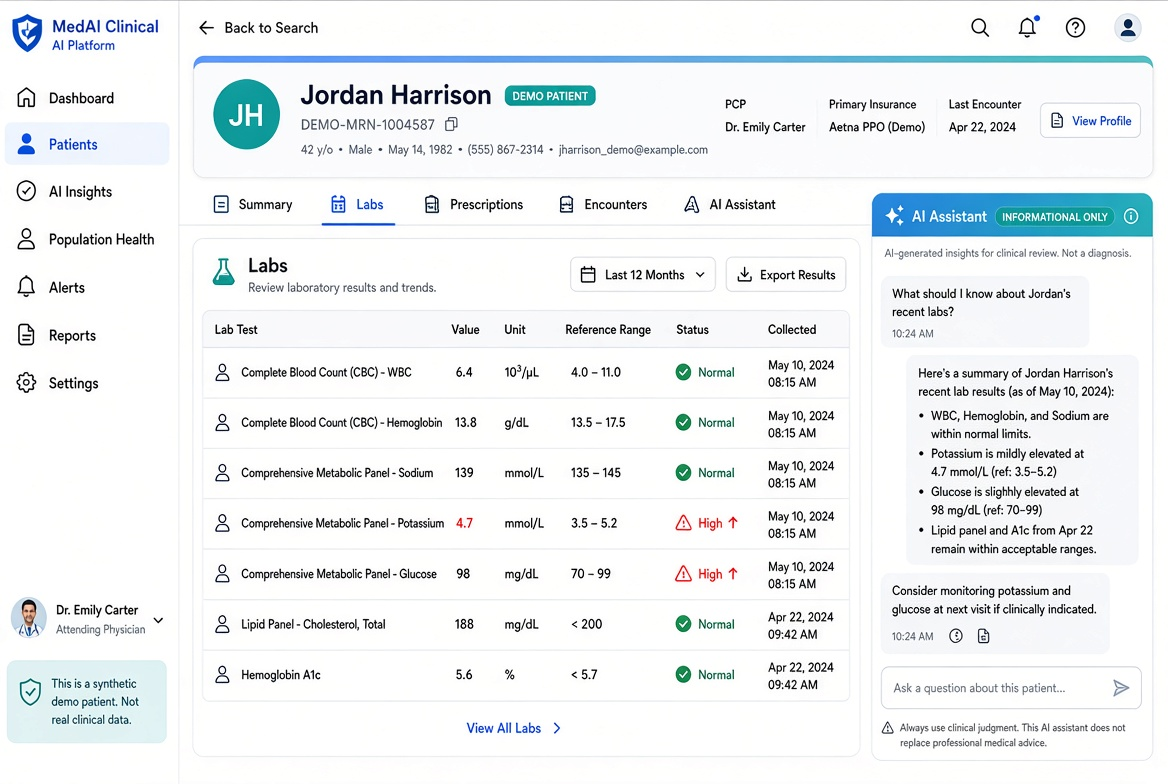 MedAI Clinical
AI Platform
Dashboard
Patients
AI Insights
Population Health
Alerts
Reports
Settings
Dr. Emily Carter
Attending Physician
This is a synthetic
demo patient. Not
real clinical data.
Back to Search
JH
Jordan Harrison DEMO PATIENT
DEMO-MRN-1004587
42 y/o • Male • May 14, 1982 • (555) 867-2314 • jharrison_demo@example.com
PCP
Dr. Emily Carter
Primary Insurance
Aetna PPO (Demo)
Last Encounter
Apr 22, 2024
View Profile
Summary Labs Prescriptions Encounters AI Assistant
Labs
Review laboratory results and trends.
Last 12 Months
Export Results
Lab Test Value Unit Reference Range Status Collected
Complete Blood Count (CBC) - WBC 6.4 10³/µL 4.0 – 11.0 Normal May 10, 2024
08:15 AM
Complete Blood Count (CBC) - Hemoglobin 13.8 g/dL 13.5 – 17.5 Normal May 10, 2024
08:15 AM
Comprehensive Metabolic Panel - Sodium 139 mmol/L 135 – 145 Normal May 10, 2024
08:15 AM
Comprehensive Metabolic Panel - Potassium 4.7 mmol/L 3.5 – 5.2 High ↑ May 10, 2024
08:15 AM
Comprehensive Metabolic Panel - Glucose 98 mg/dL 70 – 99 High ↑ May 10, 2024
08:15 AM
Lipid Panel - Cholesterol, Total 188 mg/dL < 200 Normal Apr 22, 2024
09:42 AM
Hemoglobin A1c 5.6 % < 5.7 Normal Apr 22, 2024
09:42 AM
View All Labs
AI Assistant INFORMATIONAL ONLY
AI-generated insights for clinical review. Not a diagnosis.
What should I know about Jordan's
recent labs?
10:24 AM
Here's a summary of Jordan Harrison's
recent lab results (as of May 10, 2024):
• WBC, Hemoglobin, and Sodium are
within normal limits.
• Potassium is mildly elevated at
4.7 mmol/L (ref: 3.5–5.2)
• Glucose is slighhly elevated at
98 mg/dL (ref: 70–99)
• Lipid panel and A1c from Apr 22
remain within acceptable ranges.
Consider monitoring potassium and
glucose at next visit if clinically indicated.
10:24 AM
Ask a question about this patient...
Always use clinical judgment. This AI assistant does not
replace professional medical advice.